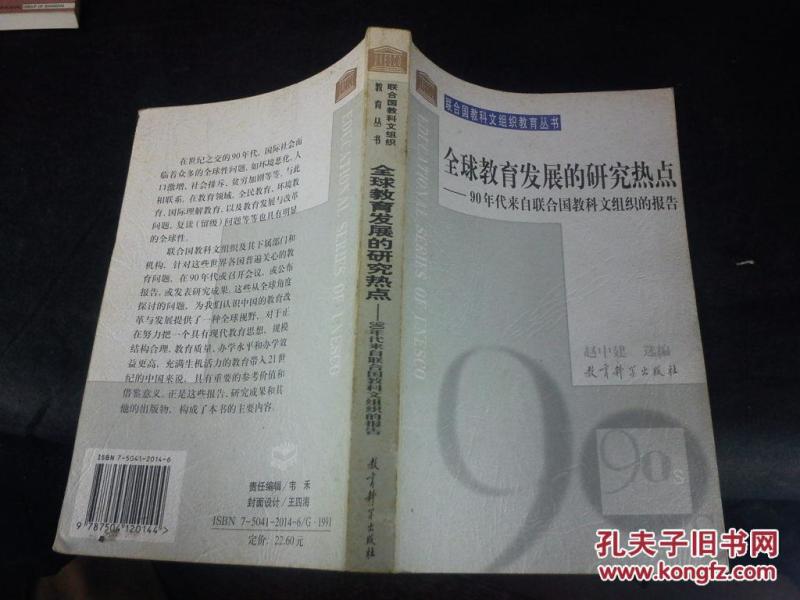 在世纪之交的90年代，国际社会面
临着众多的全球性问题，如环境恶化、人
口激增、社会排斥、贫穷加剧等等。与此
相联系，在教育领域，全民教育、环境教
育、国际理解教育，以及教育发展与改革
问题、复读（留级）问题等等也具有明显
的全球性。
联合国教科文组织及其下属部门和
机构，针对这些世界各国普遍关心的教
育问题，在90年代或召开会议，或公布
报告，或发表研究成果。这些从全球角度
探讨的问题，为我们认识中国的教育改
革与发展提供了一种全球视野，对于正
在努力把一个具有现代教育思想、规模
结构合理、教育质量、办学水平和办学效
益更高，充满生机活力的教育带入21世
纪的中国来说，具有重要的参考价值和
借鉴意义。正是这些报告、研究成果和其
他的出版物，构成了本书的主要内容。
ISBN 7-5041-2014-6
9 787504 120144 >
责任编辑/韦 禾
封面设计/王四海
ISBN 7-5041-2014-6/G·1991
定价：22.60元
EDUCATIONAL SERIES OF UNESCO
联合国教科文组织
教育丛书
全球教育发展的研究热点
——90年代来自联合国教科文组织的报告
教育科学出版社
EDUCATIONAL SERIES OF UNESCO
联合国教科文组织教育丛书
全球教育发展的研究热点
——90年代来自联合国教科文组织的报告
赵中建 选编
教育科学出版社
90
90s
孔夫子旧书网
www.kongfz.com